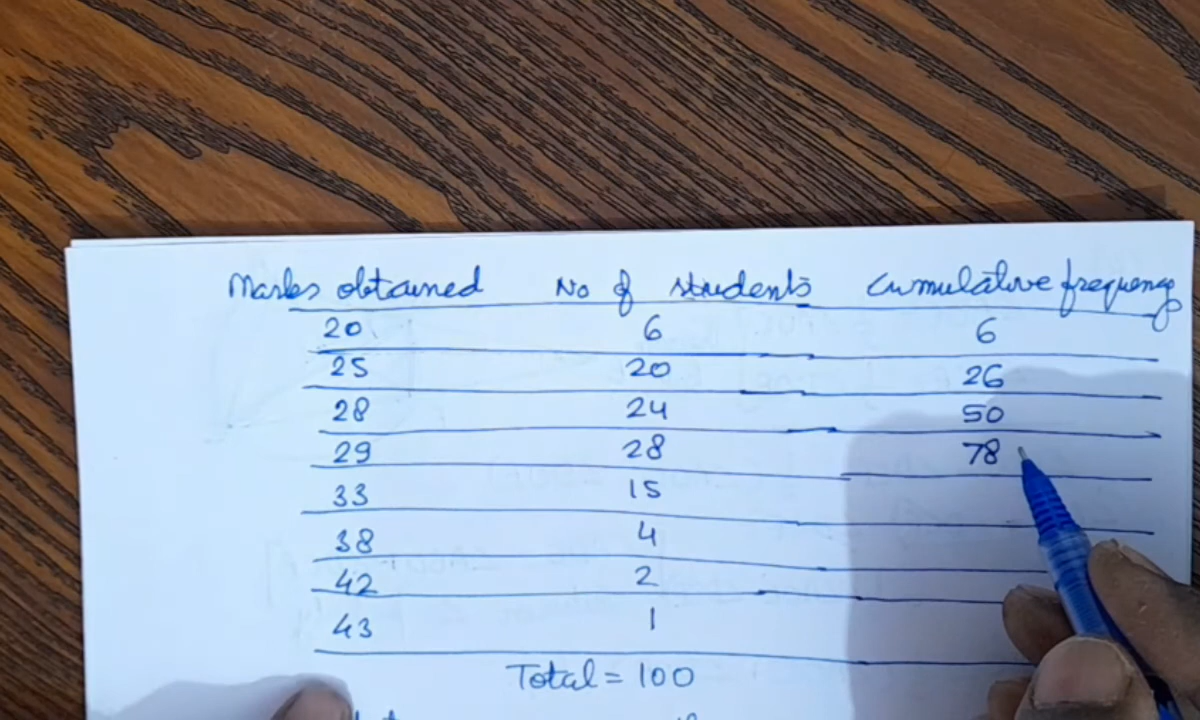 Marks obtained No of students Cumulative frequency
20 6 6
25 20 26
28 24 50
29 28 78
33 15
38 4
42 2
43 1
Total = 100